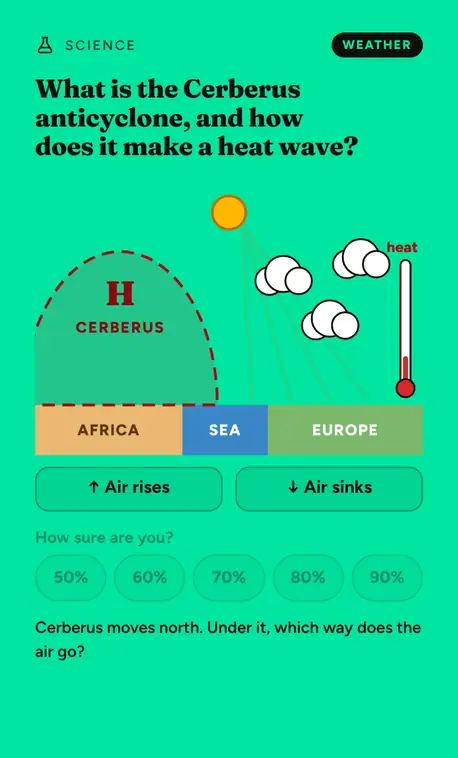 SCIENCE
WEATHER
What is the Cerberus
anticyclone, and how
does it make a heat wave?
heat
H
CERBERUS
AFRICA
SEA
EUROPE
↑ Air rises
↓ Air sinks
How sure are you?
50%
60%
70%
80%
90%
Cerberus moves north. Under it, which way does the
air go?